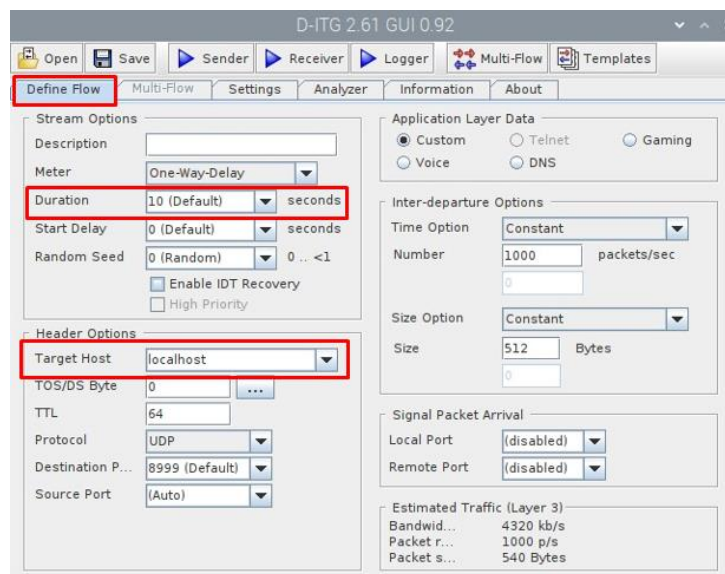 D-ITG 2.61 GUI 0.92
Open Save Sender Receiver Logger Multi-Flow Templates
Define Flow Multi-Flow Settings Analyzer Information About
Stream Options
Description
Meter One-Way-Delay
Duration 10 (Default) seconds
Start Delay 0 (Default) seconds
Random Seed 0 (Random) 0 .. <1
Enable IDT Recovery
High Priority
Header Options
Target Host localhost
TOS/DS Byte 0 ...
TTL 64
Protocol UDP
Destination P... 8999 (Default)
Source Port (Auto)
Application Layer Data
Custom Telnet Gaming
Voice DNS
Inter-departure Options
Time Option Constant
Number 1000 packets/sec
0
Size Option Constant
Size 512 Bytes
0
Signal Packet Arrival
Local Port (disabled)
Remote Port (disabled)
Estimated Traffic (Layer 3)
Bandwid... 4320 kb/s
Packet r... 1000 p/s
Packet s... 540 Bytes